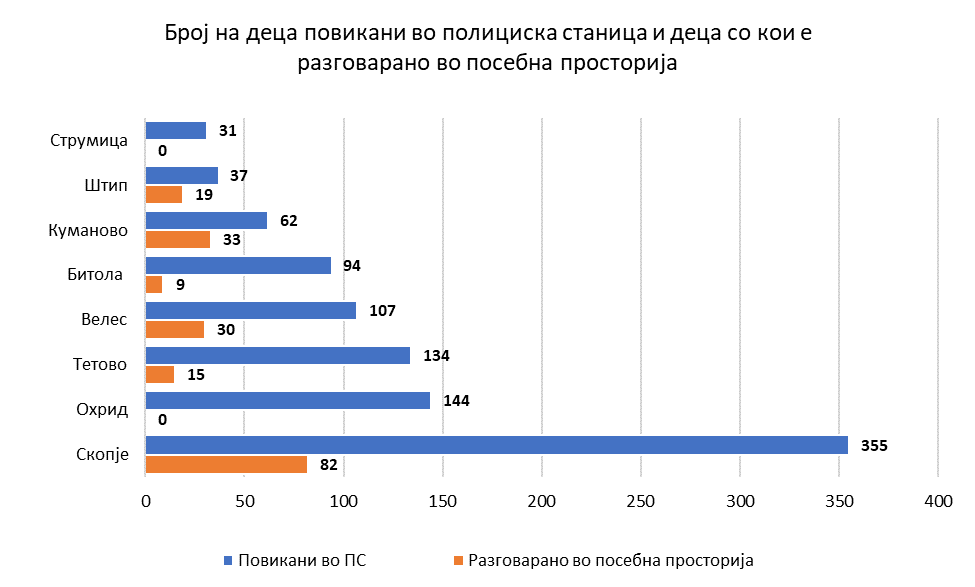 Број на деца повикани во полициска станица и деца со кои е
разговарано во посебна просторија
Струмица
31
0
Штип
37
19
Куманово
62
33
Битола
94
9
Велес
107
30
Тетово
134
15
Охрид
144
0
Скопје
355
82
0 50 100 150 200 250 300 350 400
Повикани во ПС
Разговарано во посебна просторија